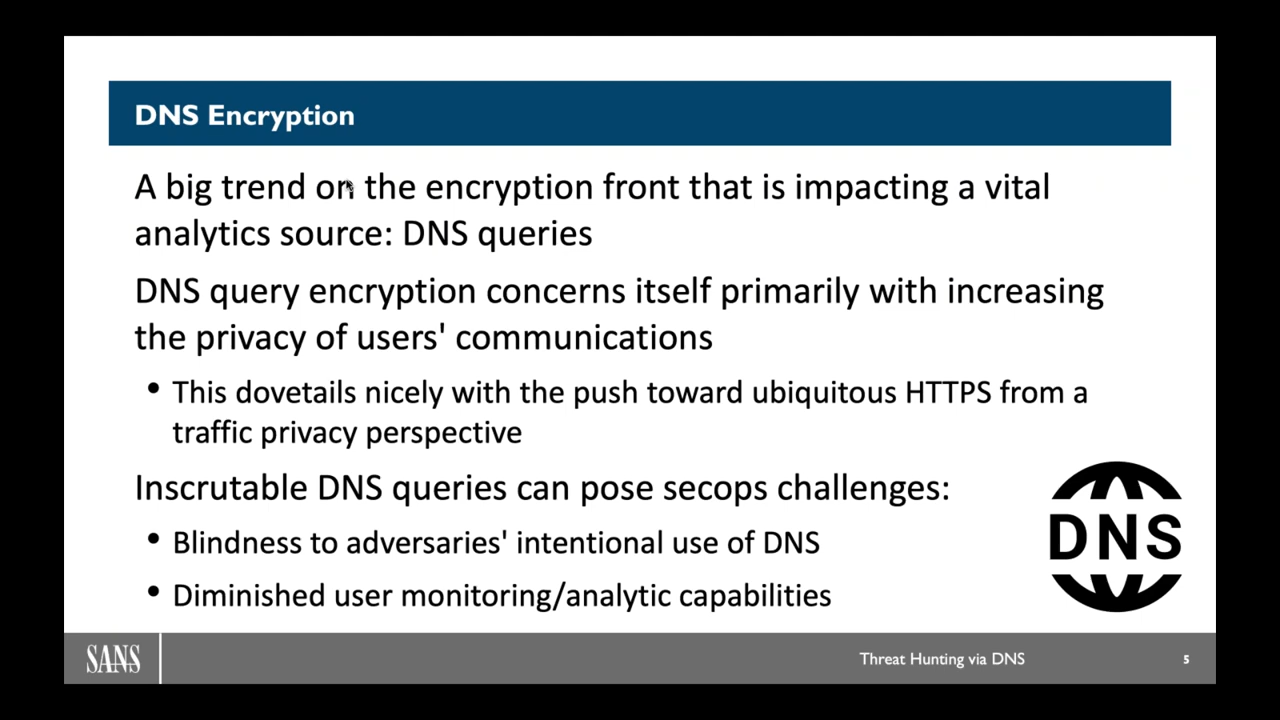 DNS Encryption
A big trend on the encryption front that is impacting a vital
analytics source: DNS queries
DNS query encryption concerns itself primarily with increasing
the privacy of users' communications
• This dovetails nicely with the push toward ubiquitous HTTPS from a
traffic privacy perspective
Inscrutable DNS queries can pose secops challenges:
• Blindness to adversaries' intentional use of DNS
• Diminished user monitoring/analytic capabilities
DNS
SANS
Threat Hunting via DNS
5